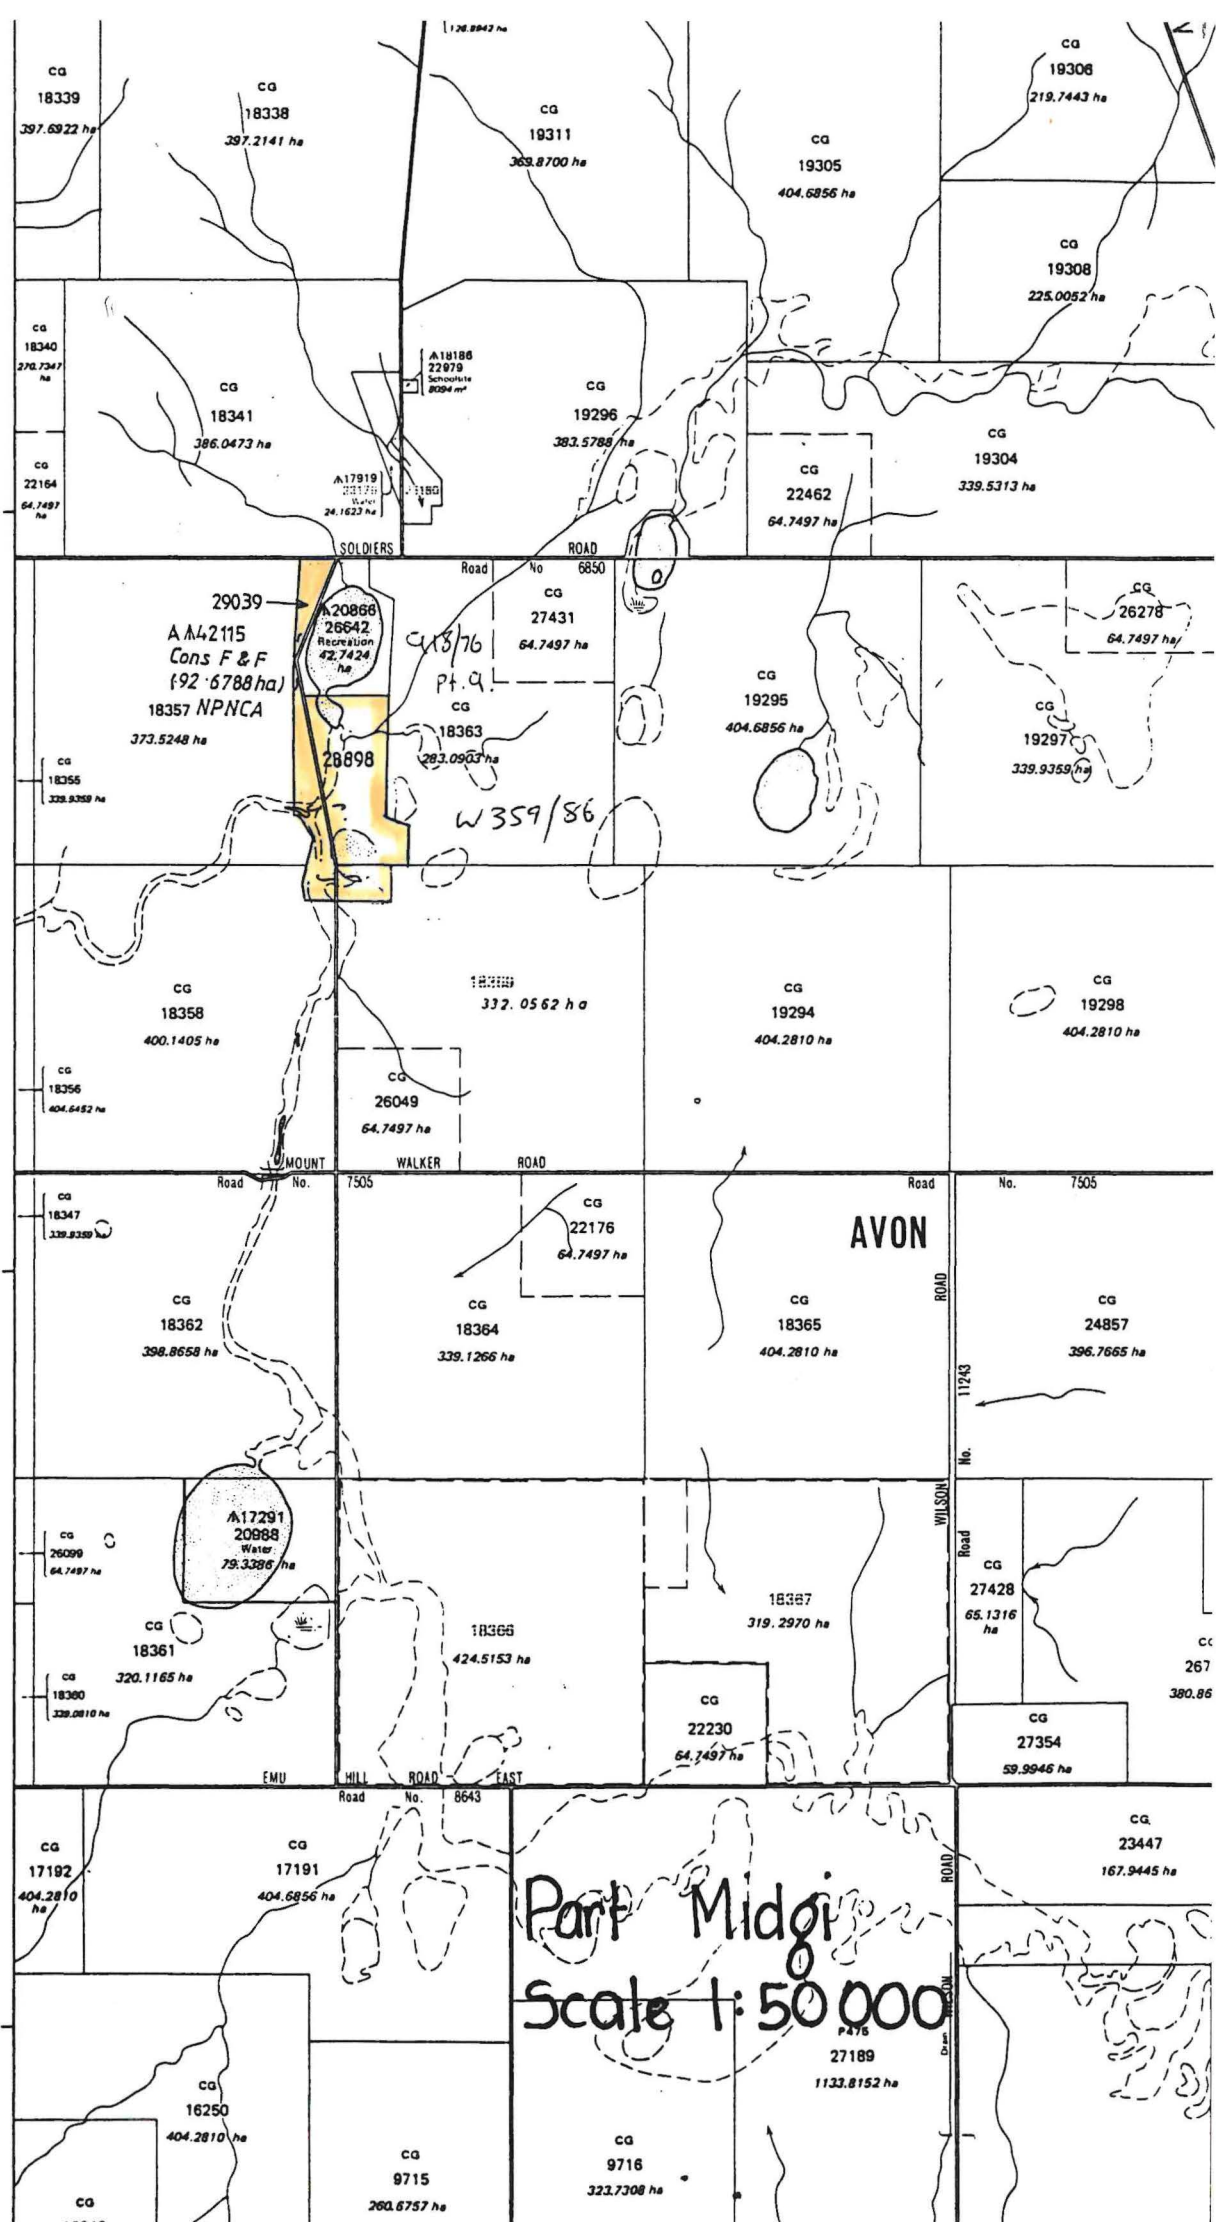 126.8942 ha
CG
18339
397.6922 ha
CG
18338
397.2141 ha
CG
19311
369.8700 ha
CG
19305
404.6856 ha
CG
19306
219.7443 ha
CG
19308
225.0052 ha
CG
18340
270.7347
ha
CG
18341
386.0473 ha
18186
22979
Schoolsite
8094 m²
CG
19296
383.5788 ha
CG
19304
339.5313 ha
CG
22164
64.7497
ha
17919
Water
24.1623 ha
CG
22462
64.7497 ha
SOLDIERS ROAD
Road No 6850
29039
20866
26642
Recreation
42.7424
ha
918/76
Pt.a.
CG
27431
64.7497 ha
CG
26278
64.7497 ha
42115
Cons F & F
(92.6788ha)
18357 NPNCA
373.5248 ha
28898
CG
18363
283.0903 ha
CG
19295
404.6856 ha
CG
19297
339.9359 ha
CG
18355
339.9359 ha
W 359/86
CG
18358
400.1405 ha
332.0562 ha
CG
19294
404.2810 ha
CG
19298
404.2810 ha
CG
18356
404.6452 ha
CG
26049
64.7497 ha
MOUNT WALKER ROAD
Road No. 7505
Road No. 7505
CG
18347
339.9359 ha
CG
22176
64.7497 ha
AVON
ROAD
CG
18362
398.8658 ha
CG
18364
339.1266 ha
CG
18365
404.2810 ha
CG
24857
396.7665 ha
11243
No.
WILSON
Road
17291
20988
Water
79.3386 ha
CG
26099
64.7497 ha
CG
18361
320.1165 ha
18366
424.5153 ha
18367
319.2970 ha
CG
27428
65.1316
ha
267
380.86
CG
18360
339.0810 ha
CG
22230
64.7497 ha
CG
27354
59.9946 ha
EMU HILL ROAD EAST
Road No. 8643
CG
17192
404.2810
ha
CG
17191
404.6856 ha
ROAD
CG
23447
167.9445 ha
Part Midgi
Scale 1:50 000
WILSON
Drain
P475
27189
1133.8152 ha
CG
16250
404.2810 ha
CG
9715
260.6757 ha
CG
9716
323.7308 ha
CG